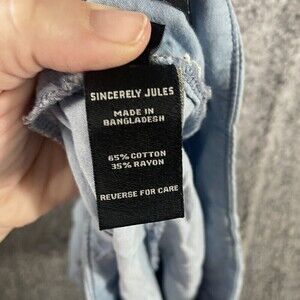 SINCERELY JULES
MADE IN
BANGLADESH
65% COTTON
35% RAYON
REVERSE FOR CARE